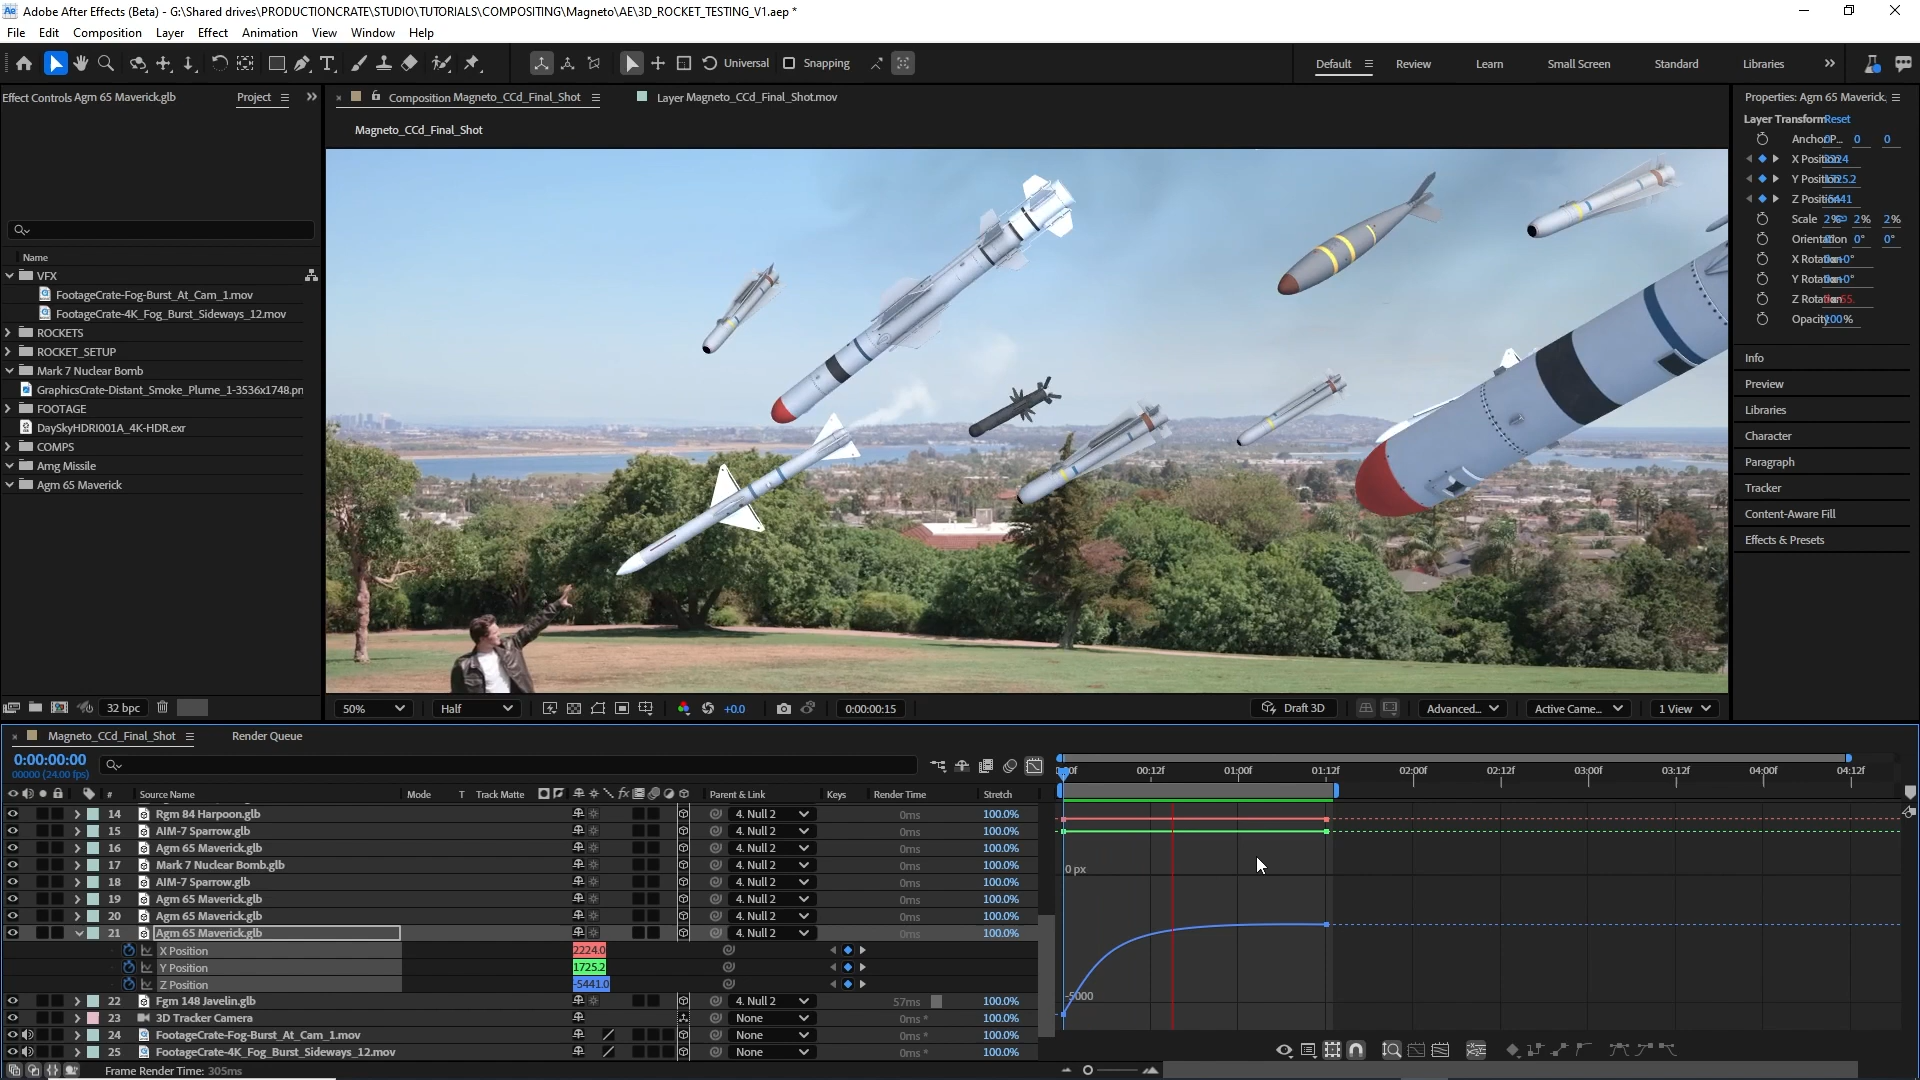 Adobe After Effects (Beta) - G:\Shared drives\PRODUCTIONCRATE\STUDIO\TUTORIALS\COMPOSITING\Magneto\AE\3D_ROCKET_TESTING_V1.aep *
File Edit Composition Layer Effect Animation View Window Help
Universal Snapping Default Review Learn Small Screen Standard Libraries
Effect Controls Agm 65 Maverick.glb Project
Composition Magneto_CCd_Final_Shot Layer Magneto_CCd_Final_Shot.mov
Magneto_CCd_Final_Shot
Name
VFX
FootageCrate-Fog-Burst_At_Cam_1.mov
FootageCrate-4K_Fog_Burst_Sideways_12.mov
ROCKETS
ROCKET_SETUP
Mark 7 Nuclear Bomb
GraphicsCrate-Distant_Smoke_Plume_1-3536x1748.pn
FOOTAGE
DaySkyHDRI001A_4K-HDR.exr
COMPS
Amg Missile
Agm 65 Maverick
32 bpc
50% Half +0.0 0:00:00:15 Draft 3D Advanced... Active Came... 1 View
Properties: Agm 65 Maverick.
Layer Transform Reset
0 0
X Position
Y Position
Z Position
Scale 2% 2% 2%
Orientation 0° 0°
X Rotation
Y Rotation
Z Rotation
Opacity 100%
Info
Preview
Libraries
Character
Paragraph
Tracker
Content-Aware Fill
Effects & Presets
Magneto_CCd_Final_Shot Render Queue
0:00:00:00
00000 (24.00 fps)
# Source Name Mode T Track Matte Parent & Link Keys Render Time Stretch
14 Rgm 84 Harpoon.glb 4. Null 2 0ms 100.0%
15 AIM-7 Sparrow.glb 4. Null 2 0ms 100.0%
16 Agm 65 Maverick.glb 4. Null 2 0ms 100.0%
17 Mark 7 Nuclear Bomb.glb 4. Null 2 0ms 100.0%
18 AIM-7 Sparrow.glb 4. Null 2 0ms 100.0%
19 Agm 65 Maverick.glb 4. Null 2 0ms 100.0%
20 Agm 65 Maverick.glb 4. Null 2 0ms 100.0%
21 Agm 65 Maverick.glb 4. Null 2 0ms 100.0%
X Position 2224.0
Y Position 1725.2
Z Position -5441.0
22 Fgm 148 Javelin.glb 4. Null 2 57ms 100.0%
23 3D Tracker Camera None 0ms * 100.0%
24 FootageCrate-Fog-Burst_At_Cam_1.mov None 0ms * 100.0%
25 FootageCrate-4K_Fog_Burst_Sideways_12.mov None 0ms * 100.0%
Frame Render Time: 305ms
00:12f 01:00f 01:12f 02:00f 02:12f 03:00f 03:12f 04:00f 04:12f
0 px
-5000